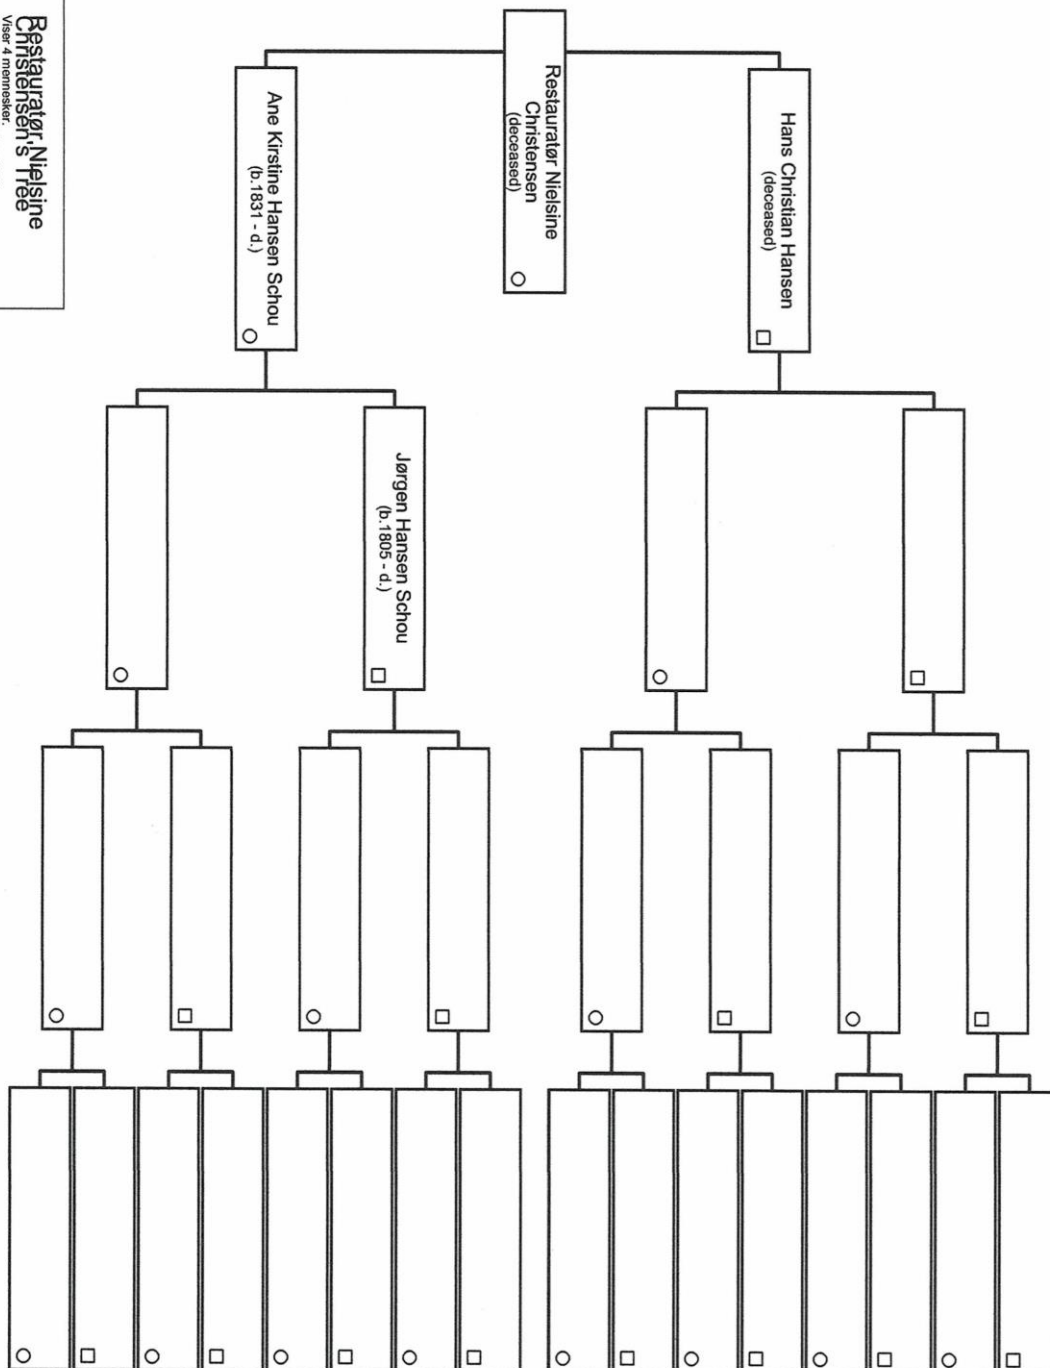 Hans Christian Hansen
(deceased)
Restauratør Nielsine
Christensen
(deceased)
Jørgen Hansen Schou
(b.1805 - d.)
Ane Kirstine Hansen Schou
(b.1831 - d.)
Restauratør Nielsine
Christensen's Tree
Viser 4 mennesker.